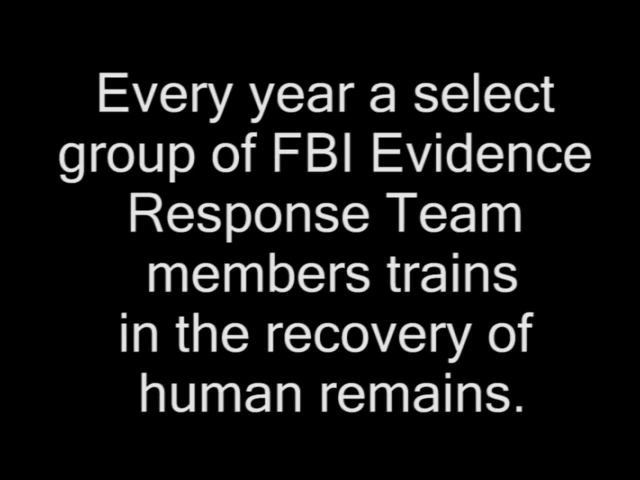 Every year a select
group of FBI Evidence
Response Team
members trains
in the recovery of
human remains.